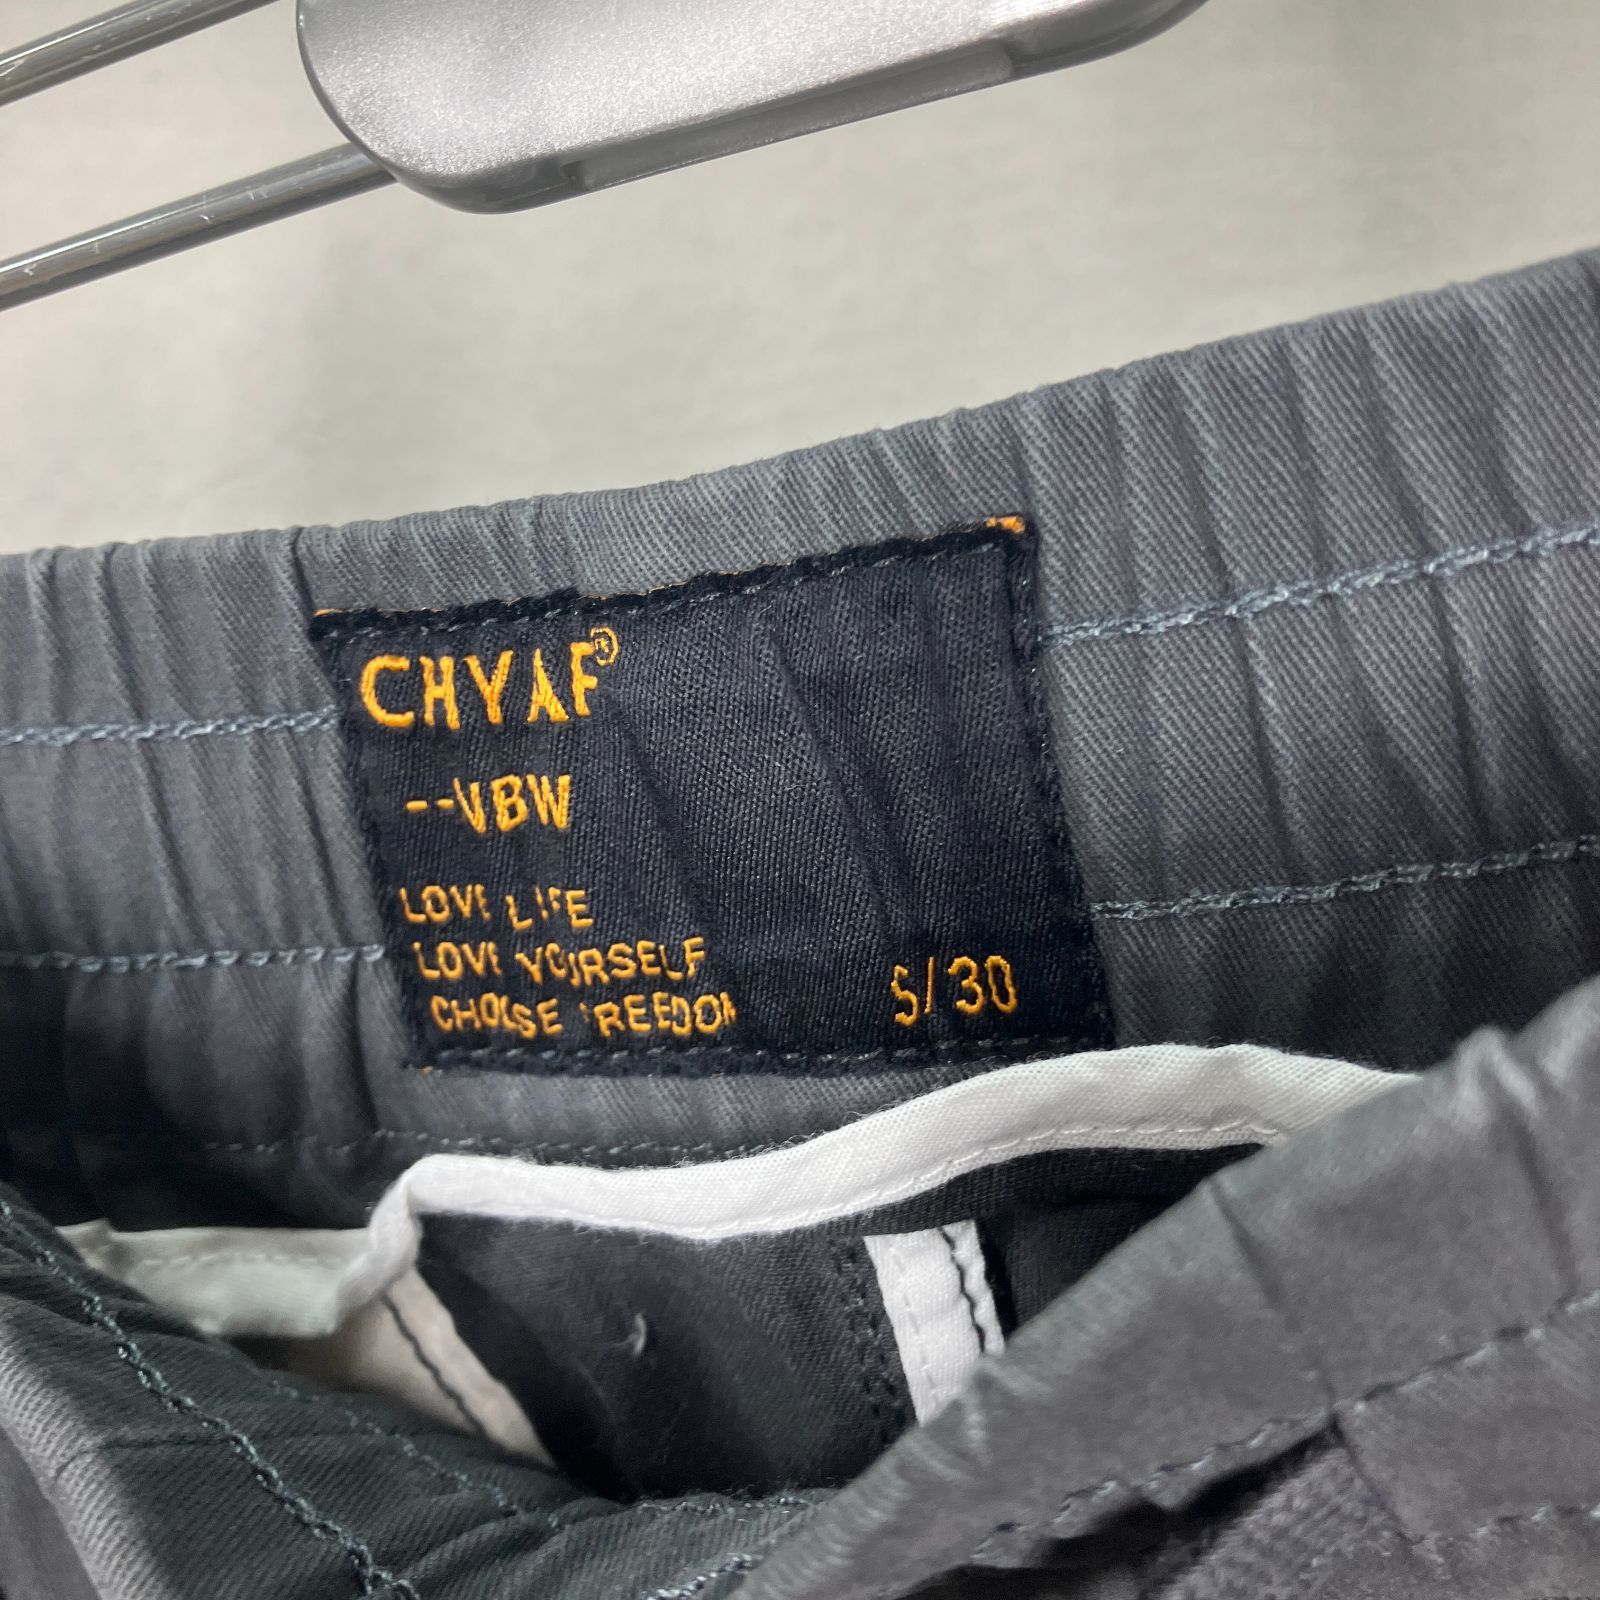 CHYAF®
--VBW
LOVE LIFE
LOVE YOURSELF
CHOOSE FREEDOM
S/30